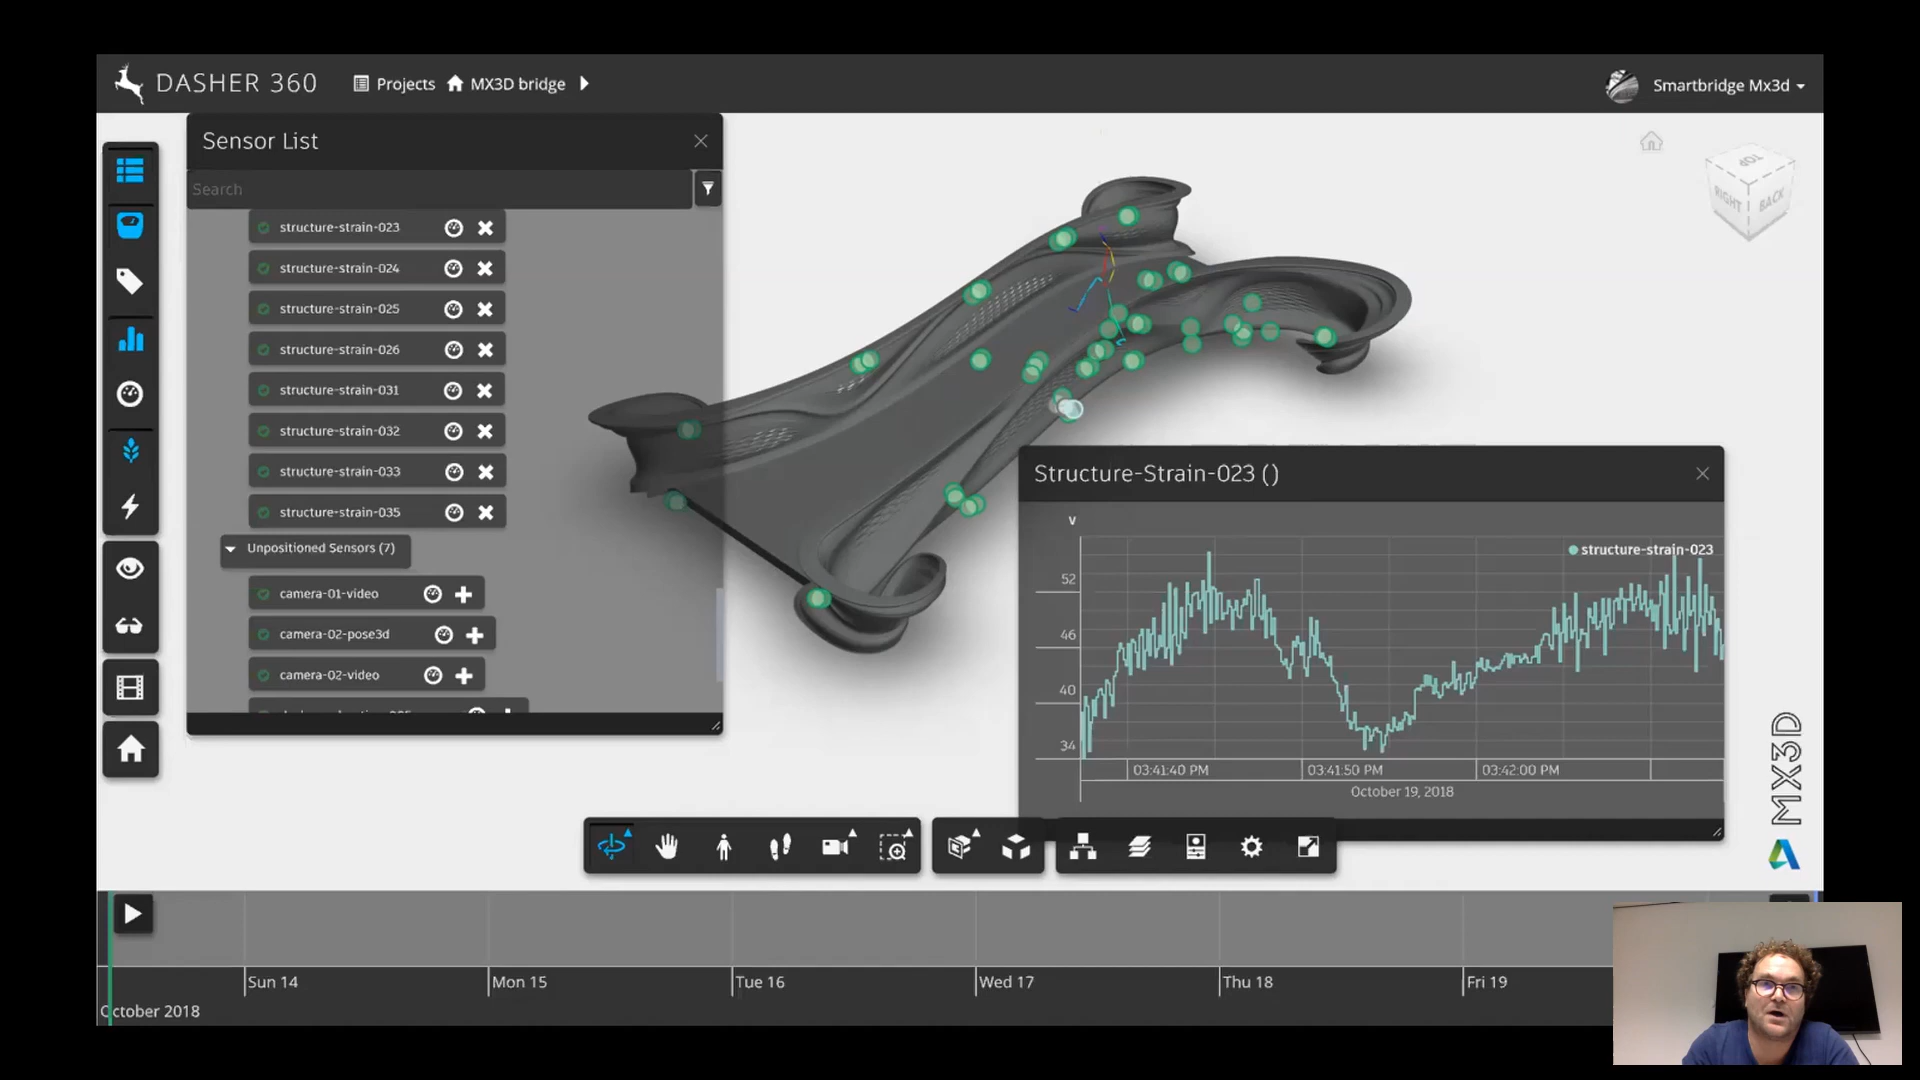 DASHER 360
Projects
MX3D bridge
Smartbridge Mx3d
Sensor List
Search
structure-strain-023
structure-strain-024
structure-strain-025
structure-strain-026
structure-strain-031
structure-strain-032
structure-strain-033
structure-strain-035
Unpositioned Sensors (7)
camera-01-video
camera-02-pose3d
camera-02-video
TOP
RIGHT
BACK
Structure-Strain-023 ()
v
structure-strain-023
52
46
40
34
03:41:40 PM
03:41:50 PM
03:42:00 PM
October 19, 2018
MX3D
Sun 14
Mon 15
Tue 16
Wed 17
Thu 18
Fri 19
October 2018